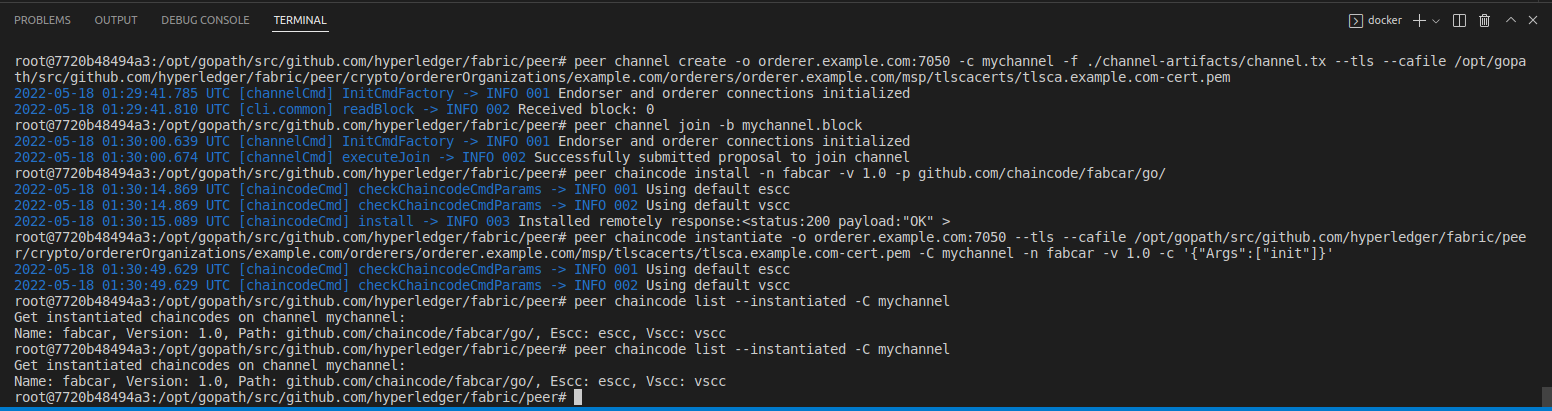 PROBLEMS OUTPUT DEBUG CONSOLE TERMINAL docker
root@7720b48494a3:/opt/gopath/src/github.com/hyperledger/fabric/peer# peer channel create -o orderer.example.com:7050 -c mychannel -f ./channel-artifacts/channel.tx --tls --cafile /opt/gopa
th/src/github.com/hyperledger/fabric/peer/crypto/ordererOrganizations/example.com/orderers/orderer.example.com/msp/tlscacerts/tlsca.example.com-cert.pem
2022-05-18 01:29:41.785 UTC [channelCmd] InitCmdFactory -> INFO 001 Endorser and orderer connections initialized
2022-05-18 01:29:41.810 UTC [cli.common] readBlock -> INFO 002 Received block: 0
root@7720b48494a3:/opt/gopath/src/github.com/hyperledger/fabric/peer# peer channel join -b mychannel.block
2022-05-18 01:30:00.639 UTC [channelCmd] InitCmdFactory -> INFO 001 Endorser and orderer connections initialized
2022-05-18 01:30:00.674 UTC [channelCmd] executeJoin -> INFO 002 Successfully submitted proposal to join channel
root@7720b48494a3:/opt/gopath/src/github.com/hyperledger/fabric/peer# peer chaincode install -n fabcar -v 1.0 -p github.com/chaincode/fabcar/go/
2022-05-18 01:30:14.869 UTC [chaincodeCmd] checkChaincodeCmdParams -> INFO 001 Using default escc
2022-05-18 01:30:14.869 UTC [chaincodeCmd] checkChaincodeCmdParams -> INFO 002 Using default vscc
2022-05-18 01:30:15.089 UTC [chaincodeCmd] install -> INFO 003 Installed remotely response:<status:200 payload:"OK" >
root@7720b48494a3:/opt/gopath/src/github.com/hyperledger/fabric/peer# peer chaincode instantiate -o orderer.example.com:7050 --tls --cafile /opt/gopath/src/github.com/hyperledger/fabric/pee
r/crypto/ordererOrganizations/example.com/orderers/orderer.example.com/msp/tlscacerts/tlsca.example.com-cert.pem -C mychannel -n fabcar -v 1.0 -c '{"Args":["init"]}'
2022-05-18 01:30:49.629 UTC [chaincodeCmd] checkChaincodeCmdParams -> INFO 001 Using default escc
2022-05-18 01:30:49.629 UTC [chaincodeCmd] checkChaincodeCmdParams -> INFO 002 Using default vscc
root@7720b48494a3:/opt/gopath/src/github.com/hyperledger/fabric/peer# peer chaincode list --instantiated -C mychannel
Get instantiated chaincodes on channel mychannel:
Name: fabcar, Version: 1.0, Path: github.com/chaincode/fabcar/go/, Escc: escc, Vscc: vscc
root@7720b48494a3:/opt/gopath/src/github.com/hyperledger/fabric/peer# peer chaincode list --instantiated -C mychannel
Get instantiated chaincodes on channel mychannel:
Name: fabcar, Version: 1.0, Path: github.com/chaincode/fabcar/go/, Escc: escc, Vscc: vscc
root@7720b48494a3:/opt/gopath/src/github.com/hyperledger/fabric/peer#